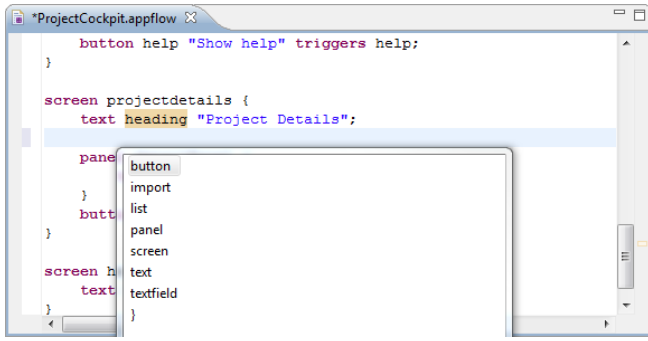 *ProjectCockpit.appflow
button help "Show help" triggers help;
}
screen projectdetails {
text heading "Project Details";
pane
}
butt
}
screen h
text
}
button
import
list
panel
screen
text
textfield
}